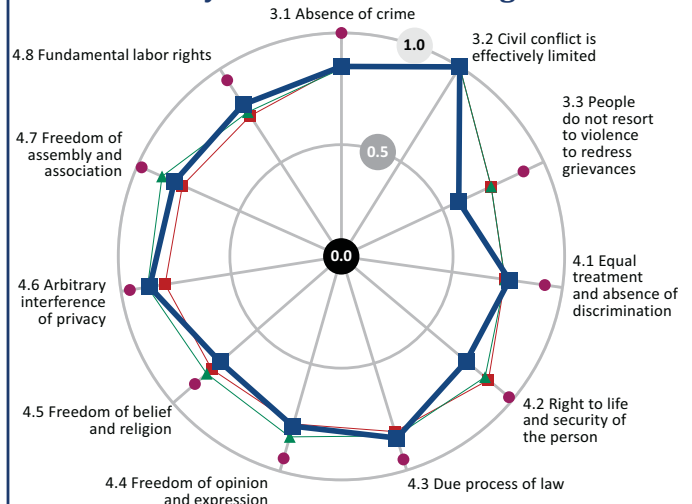 3.1 Absence of crime
1.0
3.2 Civil conflict is
effectively limited
4.8 Fundamental labor rights
3.3 People
do not resort
to violence
to redress
grievances
4.7 Freedom of
assembly and
association
0.5
0.0
4.1 Equal
treatment
and absence of
discrimination
4.6 Arbitrary
interference
of privacy
4.2 Right to life
and security of
the person
4.5 Freedom of belief
and religion
4.4 Freedom of opinion
and expression
4.3 Due process of law